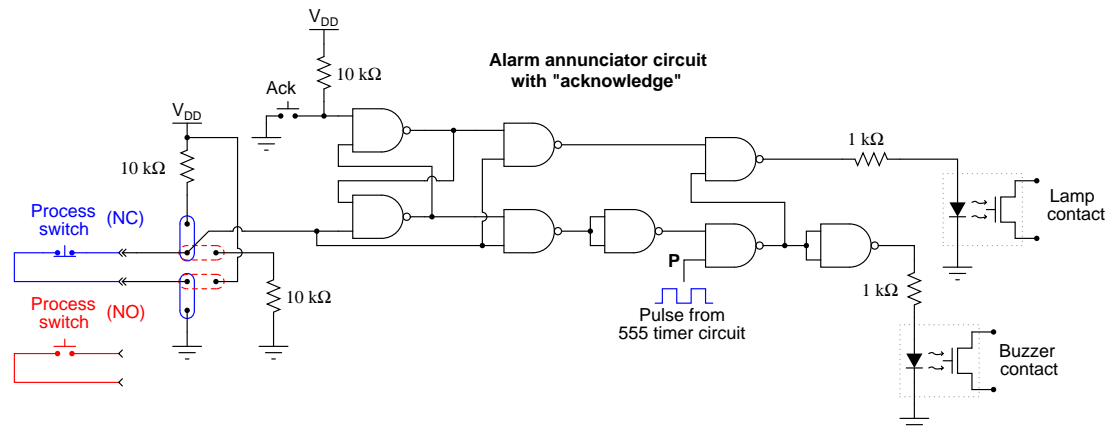 V_DD
10 kΩ
Alarm annunciator circuit
with "acknowledge"
Ack
V_DD
10 kΩ
1 kΩ
Process
switch
(NC)
Lamp
contact
P
10 kΩ
1 kΩ
Process
switch
(NO)
Pulse from
555 timer circuit
Buzzer
contact